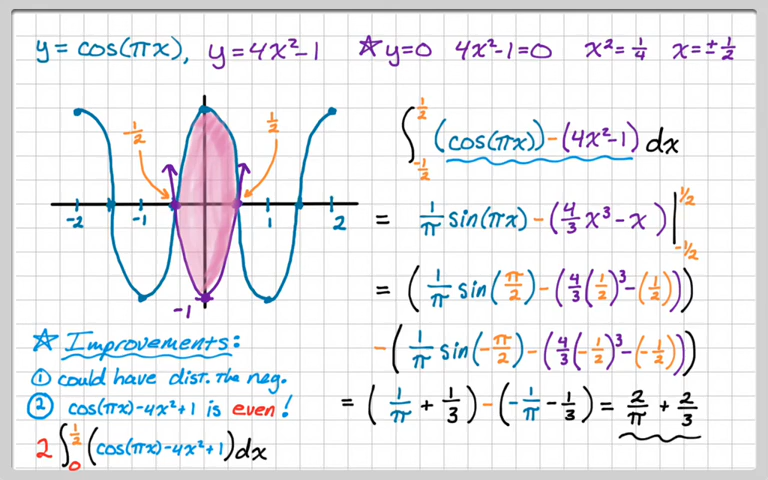 y = cos(πx), y = 4x²-1 ☆y=0 4x²-1=0 x²=1/4 x=±1/2
-1/2 1/2
-2 -1 1 2
-1
∫_{-1/2}^{1/2} (cos(πx)) - (4x²-1) dx
= 1/π sin(πx) - (4/3 x³ - x) |_{-1/2}^{1/2}
= (1/π sin(π/2) - (4/3(1/2)³ - (1/2)))
- (1/π sin(-π/2) - (4/3(-1/2)³ - (-1/2)))
= (1/π + 1/3) - (-1/π - 1/3) = 2/π + 2/3
☆ Improvements:
① could have dist. the neg.
② cos(πx)-4x²+1 is even!
2 ∫_{0}^{1/2} (cos(πx)-4x²+1) dx